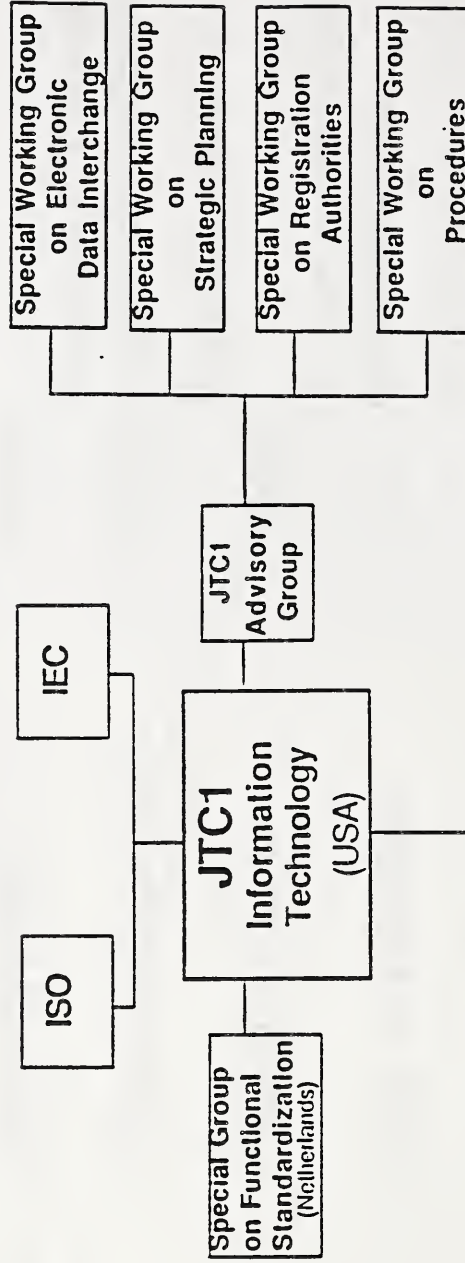 ISO
IEC
Special Group
on Functional
Standardization
(Netherlands)
JTC1
Information
Technology
(USA)
JTC1
Advisory
Group
Special Working Group
on Electronic
Data Interchange
Special Working Group
on
Strategic Planning
Special Working Group
on Registration
Authorities
Special Working Group
on
Procedures